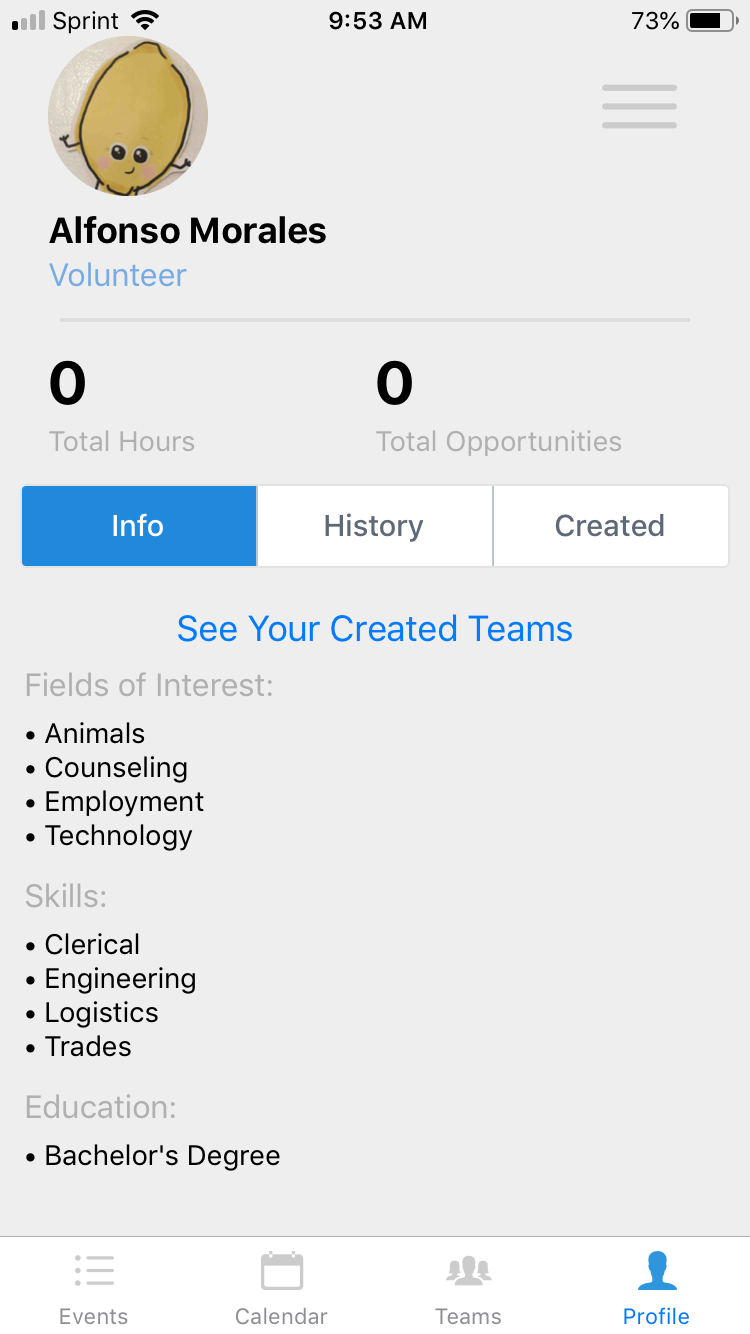 Sprint 9:53 AM 73%
Alfonso Morales
Volunteer
0 0
Total Hours Total Opportunities
Info History Created
See Your Created Teams
Fields of Interest:
• Animals
• Counseling
• Employment
• Technology
Skills:
• Clerical
• Engineering
• Logistics
• Trades
Education:
• Bachelor's Degree
Events Calendar Teams Profile